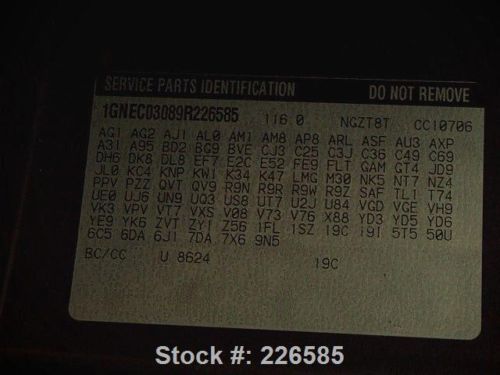 SERVICE PARTS IDENTIFICATION DO NOT REMOVE
1GNEC03089R226585 116.0 NGZT8T CC10706
AG1 AG2 AJ1 AL0 AM1 AM8 AP8 ARL ASF AU3 AXP
A31 A95 BD2 BG9 BVE CJ3 C25 C3J C36 C49 C69
DH6 DK8 DL8 EF7 E2C E52 FE9 FLT GAM GT4 JD9
JL0 KC4 KNP KW1 K34 K47 LMG M30 NK5 NT7 NZ4
PPV PZZ QVT QV9 R9N R9R R9W R9Z SAF TL1 T74
UE0 UJ6 UN9 UQ3 US8 UT7 U2J U84 VGD VGE VH9
VK3 VPV VT7 VXS V08 V73 V76 X88 YD3 YD5 YD6
YE9 YK6 ZVT ZY1 Z56 1FL 1SZ 19C 19I 5T5 50U
6C5 6DA 6J1 7DA 7X6 9N5
BC/CC U 8624 19C
Stock #: 226585